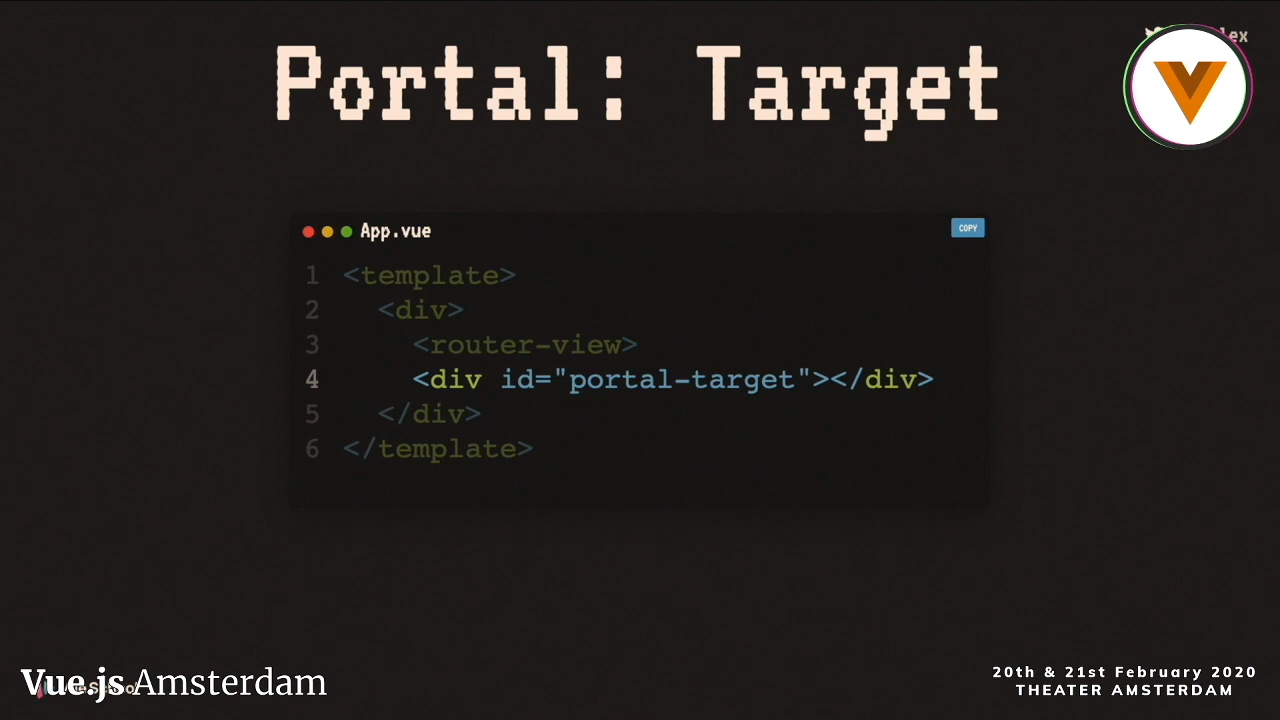 Portal: Target
App.vue
COPY
1 <template>
2 <div>
3 <router-view>
4 <div id="portal-target"></div>
5 </div>
6 </template>
Vue.js Amsterdam
20th & 21st February 2020
THEATER AMSTERDAM